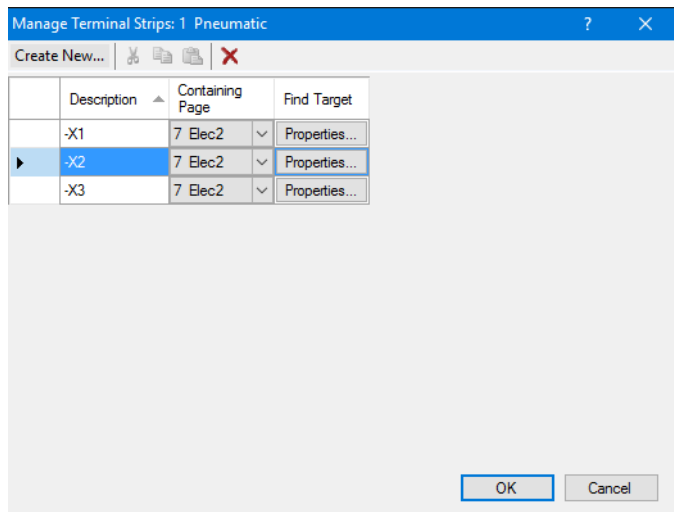 Manage Terminal Strips: 1 Pneumatic ?
Create New...
Description Containing Page Find Target
-X1 7 Elec2 Properties...
-X2 7 Elec2 Properties...
-X3 7 Elec2 Properties...
OK Cancel